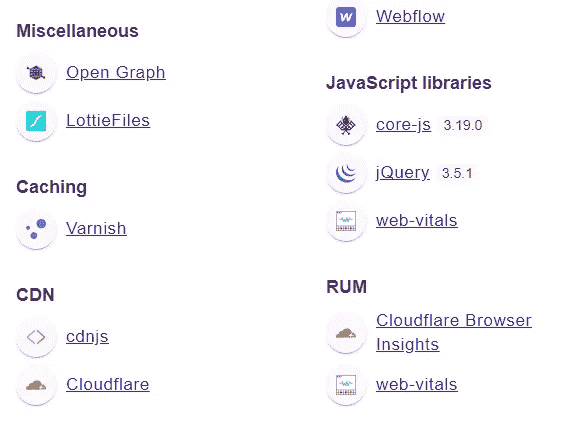 Miscellaneous
Open Graph
LottieFiles
Caching
Varnish
CDN
cdnjs
Cloudflare
Webflow
JavaScript libraries
core-js 3.19.0
jQuery 3.5.1
web-vitals
RUM
Cloudflare Browser
Insights
web-vitals